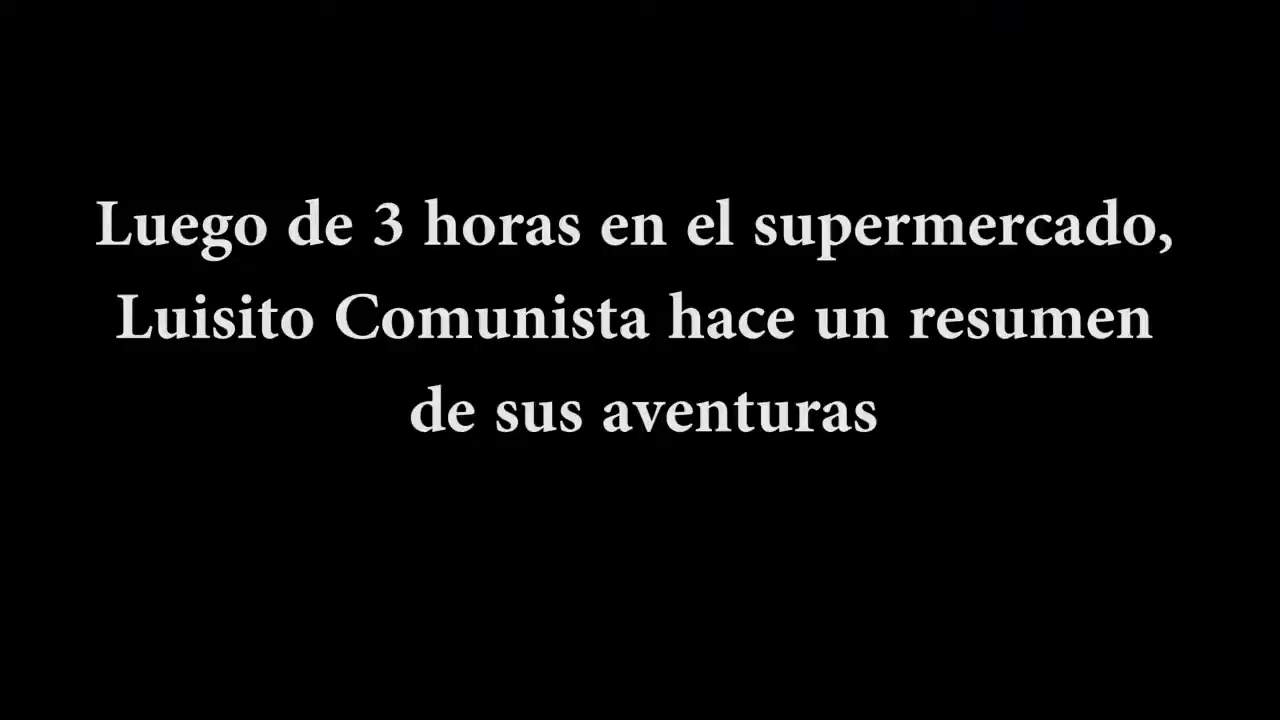 Luego de 3 horas en el supermercado,
Luisito Comunista hace un resumen
de sus aventuras